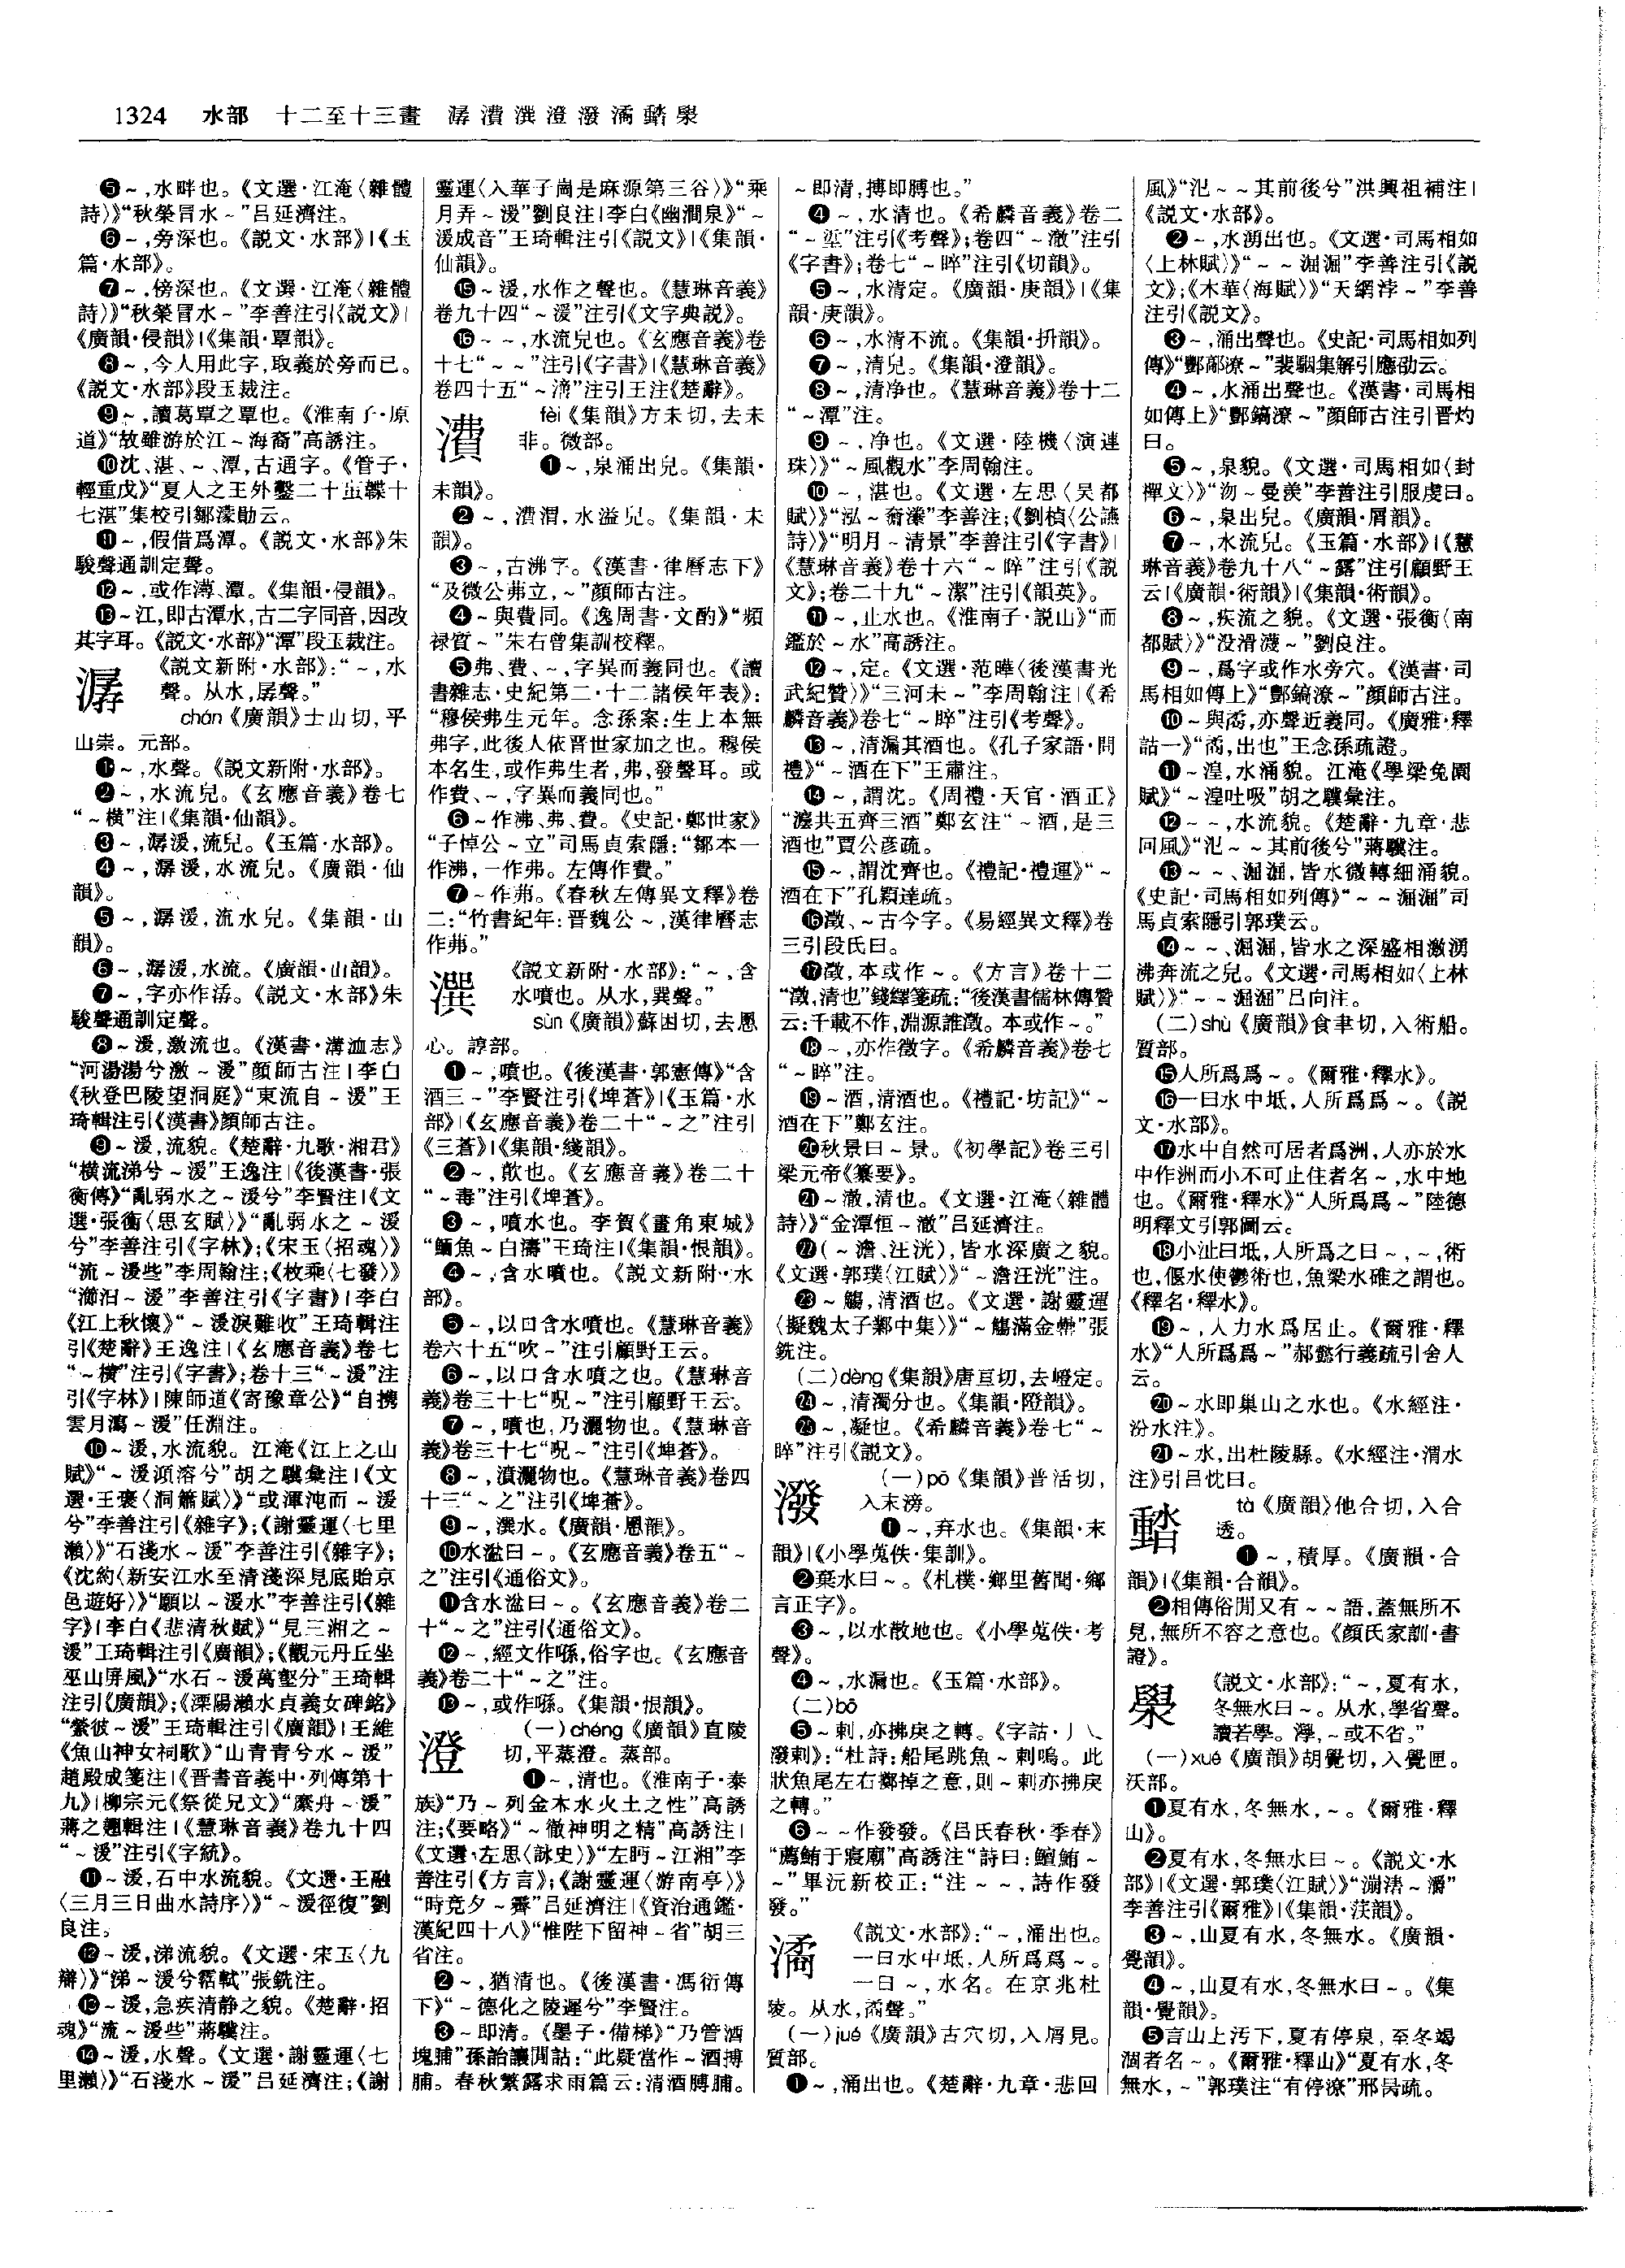 1324 水部 十二至十三畫 潺 濆 潠 澄 潑 潏 澾 澩
❺~,水畔也。《文選·江淹〈雜體
詩〉》“秋榮冒水~”呂延濟注。
❻~,旁深也。《説文·水部》|《玉
篇·水部》。
❼~,傍深也。《文選·江淹〈雜體
詩〉》“秋榮冒水~”李善注引《説文》|
《廣韻·侵韻》|《集韻·覃韻》。
❽~,今人用此字,取義於旁而已。
《説文·水部》段玉裁注。
❾~,讀葛覃之覃也。《淮南子·原
道》“故雖游於江~海裔”高誘注。
❿沈、湛、~、潭,古通字。《管子·
輕重戊》“夏人之王外鑿二十䖟韘十
七湛”集校引鄒漢勛云。
⓫~,假借爲潭。《説文·水部》朱
駿聲通訓定聲。
⓬~,或作潯、潭。《集韻·侵韻》。
⓭~江,即古潭水,古二字同音,因改
其字耳。《説文·水部》“潭”段玉裁注。
潺 《説文新附·水部》:“~,水
聲。从水,孱聲。”
chán《廣韻》士山切,平
山崇。元部。
❶~,水聲。《説文新附·水部》。
❷~,水流皃。《玄應音義》卷七
“~横”注|《集韻·仙韻》。
❸~,潺湲,流皃。《玉篇·水部》。
❹~,潺湲,水流皃。《廣韻·仙
韻》。
❺~,潺湲,流水皃。《集韻·山
韻》。
❻~,潺湲,水流。《廣韻·山韻》。
❼~,字亦作㵫。《説文·水部》朱
駿聲通訓定聲。
❽~湲,激流也。《漢書·溝洫志》
“河湯湯兮激~湲”顔師古注|李白
《秋登巴陵望洞庭》“東流自~湲”王
琦輯注引《漢書》顔師古注。
❾~湲,流貌。《楚辭·九歌·湘君》
“横流涕兮~湲”王逸注|《後漢書·張
衡傳》“亂弱水之~湲兮”李賢注|《文
選·張衡〈思玄賦〉》“亂弱水之~湲
兮”李善注引《字林》;《宋玉〈招魂〉》
“流~湲些”李周翰注;《枚乘〈七發〉》
“瀄汩~湲”李善注引《字書》|李白
《江上秋懷》“~湲淚難收”王琦輯注
引《楚辭》王逸注|《玄應音義》卷七
“~横”注引《字書》;卷十三“~湲”注
引《字林》|陳師道《寄豫章公》“自携
雲月瀉~湲”任淵注。
❿~湲,水流貌。江淹《江上之山
賦》“~湲澒溶兮”胡之驥彙注|《文
選·王褒〈洞簫賦〉》“或渾沌而~湲
兮”李善注引《雜字》;《謝靈運〈七里
瀨〉》“石淺水~湲”李善注引《雜字》;
《沈約〈新安江水至清淺深見底貽京
邑遊好〉》“願以~湲水”李善注引《雜
字》|李白《悲清秋賦》“見三湘之~
湲”王琦輯注引《廣韻》;《觀元丹丘坐
巫山屏風》“水石~湲萬壑分”王琦輯
注引《廣韻》;《溧陽瀨水貞義女碑銘》
“縈彼~湲”王琦輯注引《廣韻》|王維
《魚山神女祠歌》“山青青兮水~湲”
趙殿成箋注|《晋書音義中·列傳第十
九》|柳宗元《祭從兄文》“縻舟~湲”
蔣之翹輯注|《慧琳音義》卷九十四
“~湲”注引《字統》。
⓫~湲,石中水流貌。《文選·王融
〈三月三日曲水詩序〉》“~湲徑復”劉
良注。
⓬~湲,涕流貌。《文選·宋玉〈九
辯〉》“涕~湲兮霑軾”張銑注。
⓭~湲,急疾清静之貌。《楚辭·招
魂》“流~湲些”蔣驥注。
⓮~湲,水聲。《文選·謝靈運〈七
里瀨〉》“石淺水~湲”呂延濟注;《謝
靈運〈入華子崗是麻源第三谷〉》“乘
月弄~湲”劉良注|李白《幽澗泉》“~
湲成音”王琦輯注引《説文》|《集韻·
仙韻》。
⓯~湲,水作之聲也。《慧琳音義》
卷九十四“~湲”注引《文字典説》。
⓰~~,水流皃也。《玄應音義》卷
十七“~~”注引《字書》|《慧琳音義》
卷四十五“~渧”注引王注《楚辭》。
㵒 fèi《集韻》方未切,去未
非。微部。
❶~,泉涌出皃。《集韻·
未韻》。
❷~,㵒渭,水溢皃。《集韻·未
韻》。
❸~,古沸字。《漢書·律曆志下》
“及微公茀立,~”顔師古注。
❹~與費同。《逸周書·文酌》“頻
禄質~”朱右曾集訓校釋。
❺弗、費、~,字異而義同也。《讀
書雜志·史紀第二·十二諸侯年表》:
“穆侯弗生元年。念孫案:生上本無
弗字,此後人依晋世家加之也。穆侯
本名生,或作弗生者,弗,發聲耳。或
作費、~,字異而義同也。”
❻~作沸、弗、費。《史記·鄭世家》
“子悼公~立”司馬貞索隱:“鄒本一
作沸,一作弗。左傳作費。”
❼~作茀。《春秋左傳異文釋》卷
二:“竹書紀年:晋魏公~,漢律曆志
作茀。”
潠 《説文新附·水部》:“~,含
水噴也。从水,巽聲。”
sùn《廣韻》蘇困切,去慁
心。諄部。
❶~,噴也。《後漢書·郭憲傳》“含
酒三~”李賢注引《埤蒼》|《玉篇·水
部》|《玄應音義》卷二十“~之”注引
《三蒼》|《集韻·綫韻》。
❷~,歕也。《玄應音義》卷二十
“~毒”注引《埤蒼》。
❸~,噴水也。李賀《畫角東城》
“鮞魚~白濤”王琦注|《集韻·恨韻》。
❹~,含水噴也。《説文新附·水
部》。
❺~,以口含水噴也。《慧琳音義》
卷六十五“吹~”注引顧野王云。
❻~,以口含水噴之也。《慧琳音
義》卷三十七“呪~”注引顧野王云。
❼~,噴也,乃灑物也。《慧琳音
義》卷三十七“呪~”注引《埤蒼》。
❽~,濆灑物也。《慧琳音義》卷四
十三“~之”注引《埤蒼》。
❾~,潠水。《廣韻·慁韻》。
❿水湓曰~。《玄應音義》卷五“~
之”注引《通俗文》。
⓫含水湓曰~。《玄應音義》卷二
十“~之”注引《通俗文》。
⓬~,經文作㗔,俗字也。《玄應音
義》卷二十“~之”注。
⓭~,或作㗔。《集韻·恨韻》。
澄 (一)chéng《廣韻》直陵
切,平蒸澄。蒸部。
❶~,清也。《淮南子·泰
族》“乃~列金木水火土之性”高誘
注;《要略》“~徹神明之精”高誘注|
《文選·左思〈詠史〉》“左眄~江湘”李
善注引《方言》;《謝靈運〈游南亭〉》
“時竟夕~霽”呂延濟注|《資治通鑑·
漢紀四十八》“惟陛下留神~省”胡三
省注。
❷~,猶清也。《後漢書·馮衍傳
下》“~德化之陵遲兮”李賢注。
❸~即清。《墨子·備梯》“乃管酒
塊脯”孫詒讓閒詁:“此疑當作~酒搏
脯。春秋繁露求雨篇云:清酒膊脯。
~即清,搏即膊也。”
❹~,水清也。《希麟音義》卷二
“~埿”注引《考聲》;卷四“~澈”注引
《字書》;卷七“~晬”注引《切韻》。
❺~,水清定。《廣韻·庚韻》|《集
韻·庚韻》。
❻~,水清不流。《集韻·拼韻》。
❼~,清皃。《集韻·澄韻》。
❽~,清净也。《慧琳音義》卷十二
“~潭”注。
❾~,净也。《文選·陸機〈演連
珠〉》“~風觀水”李周翰注。
❿~,湛也。《文選·左思〈吴都
賦〉》“泓~奫潫”李善注;《劉楨〈公讌
詩〉》“明月~清景”李善注引《字書》|
《慧琳音義》卷十六“~晬”注引《説
文》;卷二十九“~潔”注引《韻英》。
⓫~,止水也。《淮南子·説山》“而
鑑於~水”高誘注。
⓬~,定。《文選·范曄〈後漢書光
武紀贊〉》“三河未~”李周翰注|《希
麟音義》卷七“~晬”注引《考聲》。
⓭~,清漏其酒也。《孔子家語·問
禮》“~酒在下”王肅注。
⓮~,謂沈。《周禮·天官·酒正》
“灋共五齊三酒”鄭玄注“~酒,是三
酒也”賈公彦疏。
⓯~,謂沈齊也。《禮記·禮運》“~
酒在下”孔穎達疏。
⓰澂、~古今字。《易經異文釋》卷
三引段氏曰。
⓱澂,本或作~。《方言》卷十二
“澂,清也”錢繹箋疏:“後漢書儒林傳贊
云:千載不作,淵源誰澂。本或作~。”
⓲~,亦作徵字。《希麟音義》卷七
“~晬”注。
⓳~酒,清酒也。《禮記·坊記》“~
酒在下”鄭玄注。
⓴秋景曰~景。《初學記》卷三引
梁元帝《纂要》。
㉑~澈,清也。《文選·江淹〈雜體
詩〉》“金潭恒~澈”呂延濟注。
㉒(~澹、汪洸),皆水深廣之貌。
《文選·郭璞〈江賦〉》“~澹汪洸”注。
㉓~觴,清酒也。《文選·謝靈運
〈擬魏太子鄴中集〉》“~觴滿金罍”張
銑注。
(二)dèng《集韻》唐亘切,去嶝定。
㉔~,清濁分也。《集韻·隥韻》。
㉕~,凝也。《希麟音義》卷七“~
晬”注引《説文》。
潑 (一)pō《集韻》普活切,
入末滂。
❶~,弃水也。《集韻·末
韻》|《小學蒐佚·集訓》。
❷棄水曰~。《札樸·鄉里舊聞·鄉
言正字》。
❸~,以水散地也。《小學蒐佚·考
聲》。
❹~,水漏也。《玉篇·水部》。
(二)bō
❺~剌,亦拂戾之轉。《字詁·丿乀
潑剌》:“杜詩:船尾跳魚~剌鳴。此
狀魚尾左右擲掉之意,則~剌亦拂戾
之轉。”
❻~~作發發。《吕氏春秋·季春》
“薦鮪于寢廟”高誘注“詩曰:鱣鮪~
~”畢沅新校正:“注~~,詩作發
發。”
潏 《説文·水部》:“~,涌出也。
一曰水中坻,人所爲爲~。
一曰~,水名。在京兆杜
陵。从水,矞聲。”
(一)jué《廣韻》古穴切,入屑見。
質部。
❶~,涌出也。《楚辭·九章·悲回
風》“氾~~其前後兮”洪興祖補注|
《説文·水部》。
❷~,水湧出也。《文選·司馬相如
〈上林賦〉》“~~淈淈”李善注引《説
文》;《木華〈海賦〉》“天綱浡~”李善
注引《説文》。
❸~,涌出聲也。《史記·司馬相如列
傳》“酆鄗潦~”裴駰集解引應劭云。
❹~,水涌出聲也。《漢書·司馬相
如傳上》“酆鎬潦~”顔師古注引晋灼
曰。
❺~,泉貌。《文選·司馬相如〈封
禪文〉》“沕~曼羡”李善注引服虔曰。
❻~,泉出皃。《廣韻·屑韻》。
❼~,水流皃。《玉篇·水部》|《慧
琳音義》卷九十八“~露”注引顧野王
云|《廣韻·術韻》|《集韻·術韻》。
❽~,疾流之貌。《文選·張衡〈南
都賦〉》“没滑瀎~”劉良注。
❾~,爲字或作水旁穴。《漢書·司
馬相如傳上》“酆鎬潦~”顔師古注。
❿~與矞,亦聲近義同。《廣雅·釋
詁一》“矞,出也”王念孫疏證。
⓫~湟,水涌貌。江淹《學梁兔園
賦》“~湟吐吸”胡之驥彙注。
⓬~~,水流貌。《楚辭·九章·悲
回風》“氾~~其前後兮”蔣驥注。
⓭~~、淈淈,皆水微轉細涌貌。
《史記·司馬相如列傳》“~~淈淈”司
馬貞索隱引郭璞云。
⓮~~、淈淈,皆水之深盛相激湧
沸奔流之皃。《文選·司馬相如〈上林
賦〉》“~~淈淈”呂向注。
(二)shù《廣韻》食聿切,入術船。
質部。
⓯人所爲爲~。《爾雅·釋水》。
⓰一曰水中坻,人所爲爲~。《説
文·水部》。
⓱水中自然可居者爲洲,人亦於水
中作洲而小不可止住者名~,水中地
也。《爾雅·釋水》“人所爲爲~”陸德
明釋文引郭圖云。
⓲小沚曰坻,人所爲之曰~,~,術
也,偃水使鬱術也,魚梁水碓之謂也。
《釋名·釋水》。
⓳~,人力水爲居止。《爾雅·釋
水》“人所爲爲~”郝懿行義疏引舍人
云。
⓴~水即巢山之水也。《水經注·
汾水注》。
㉑~水,出杜陵縣。《水經注·渭水
注》引吕忱曰。
tà《廣韻》他合切,入合
透。
❶~,積厚。《廣韻·合
韻》|《集韻·合韻》。
❷相傳俗間又有~~語,蓋無所不
見,無所不容之意也。《顔氏家訓·書
證》。
澩 《説文·水部》:“~,夏有水,
冬無水曰~。从水,學省聲。
讀若學。澩,~或不省。”
(一)xué《廣韻》胡覺切,入覺匣。
沃部。
❶夏有水,冬無水,~。《爾雅·釋
山》。
❷夏有水,冬無水曰~。《説文·水
部》|《文選·郭璞〈江賦〉》“㶁㴽~灂”
李善注引《爾雅》|《集韻·㳶韻》。
❸~,山夏有水,冬無水。《廣韻·
覺韻》。
❹~,山夏有水,冬無水曰~。《集
韻·覺韻》。
❺言山上汚下,夏有停泉,至冬竭
涸者名~。《爾雅·釋山》“夏有水,冬
無水,~”郭璞注“有停潦”邢昺疏。